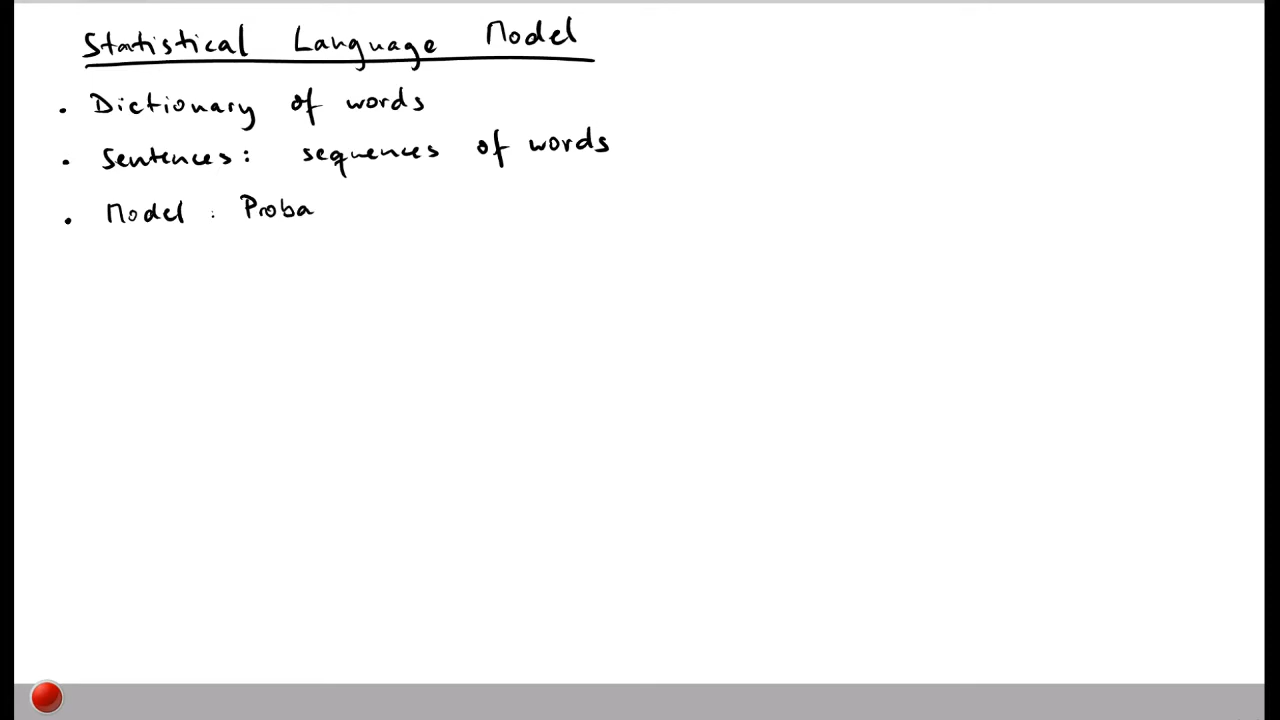 Statistical Language Model
. Dictionary of words
. Sentences: sequences of words
. Model : Proba